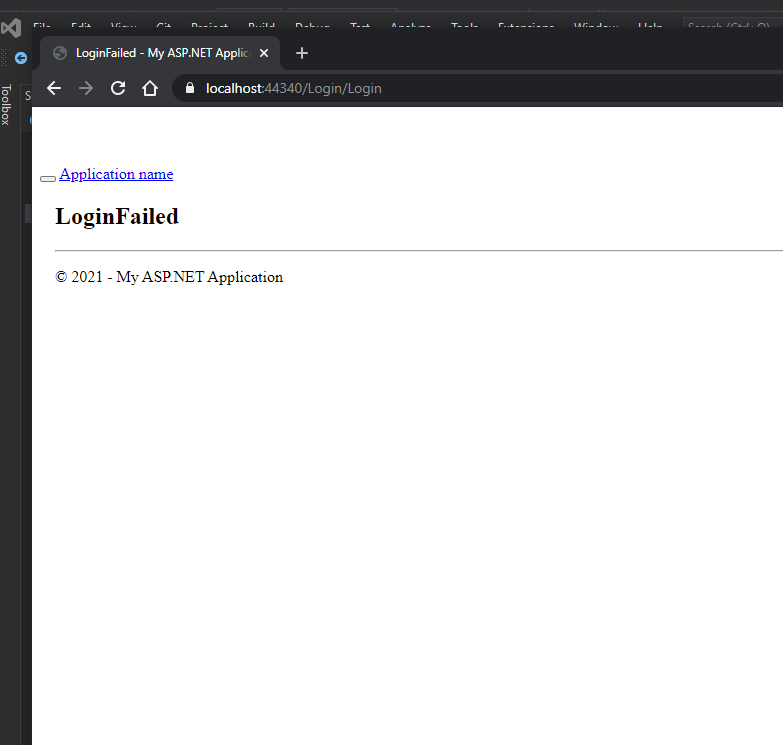 File Edit View Git Project Build Debug Test Analyze Tools Extensions Window Help Search (Ctrl+Q)
LoginFailed - My ASP.NET Applic
localhost:44340/Login/Login
Toolbox
S
Application name
LoginFailed
© 2021 - My ASP.NET Application